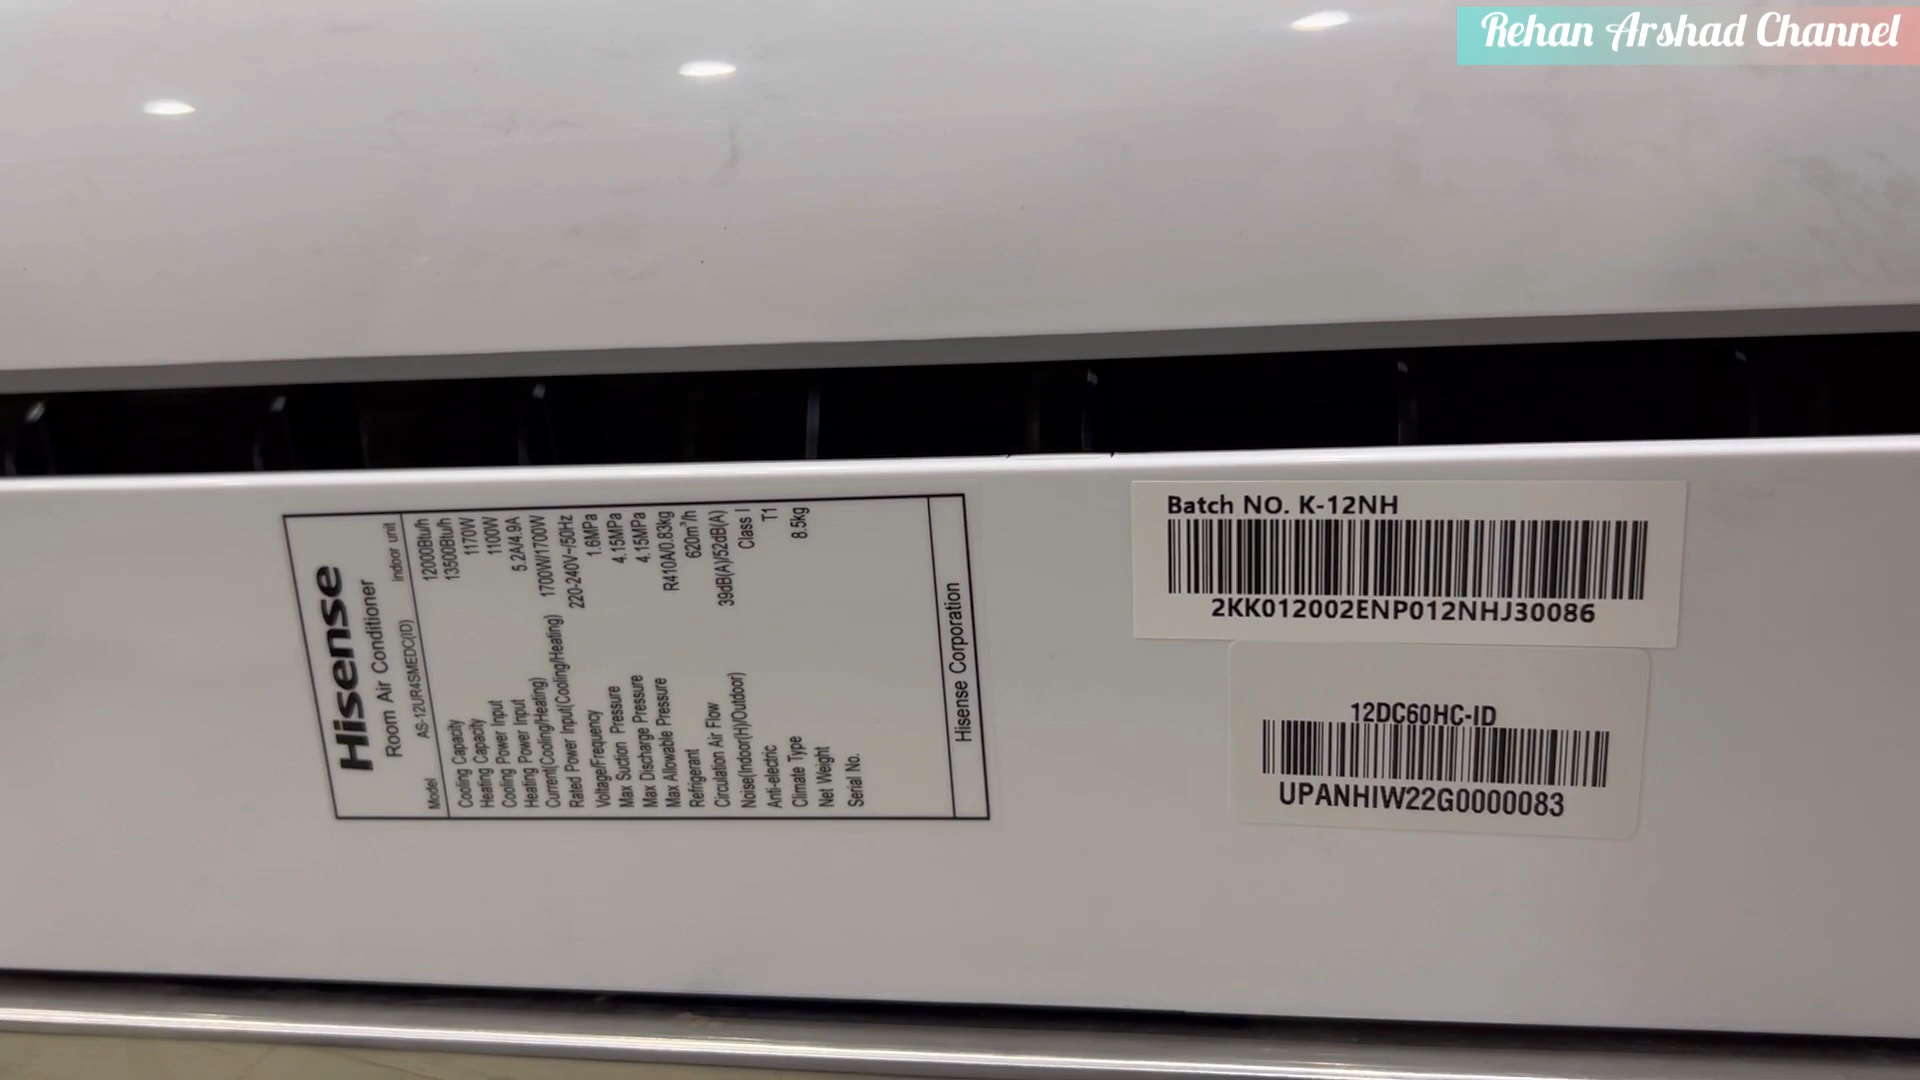 Rehan Arshad Channel
Hisense
Room Air Conditioner
Model AS-12UR4SMEDC(ID) indoor unit
Cooling Capacity 12000Btu/h
Heating Capacity 13500Btu/h
Cooling Power Input 1170W
Heating Power Input 1100W
Current(Cooling/Heating) 5.2A/4.9A
Rated Power Input(Cooling/Heating) 1700W/1700W
Voltage/Frequency 220-240V~/50Hz
Max Suction Pressure 1.6MPa
Max Discharge Pressure 4.15MPa
Max Allowable Pressure 4.15MPa
Refrigerant R410A/0.83kg
Circulation Air Flow 620m³/h
Noise(Indoor(H)/Outdoor) 39dB(A)/52dB(A)
Anti-electric Class I
Climate Type T1
Net Weight 8.5kg
Serial No.
Hisense Corporation
Batch NO. K-12NH
2KK012002ENP012NHJ30086
12DC60HC-ID
UPANHIW22G0000083